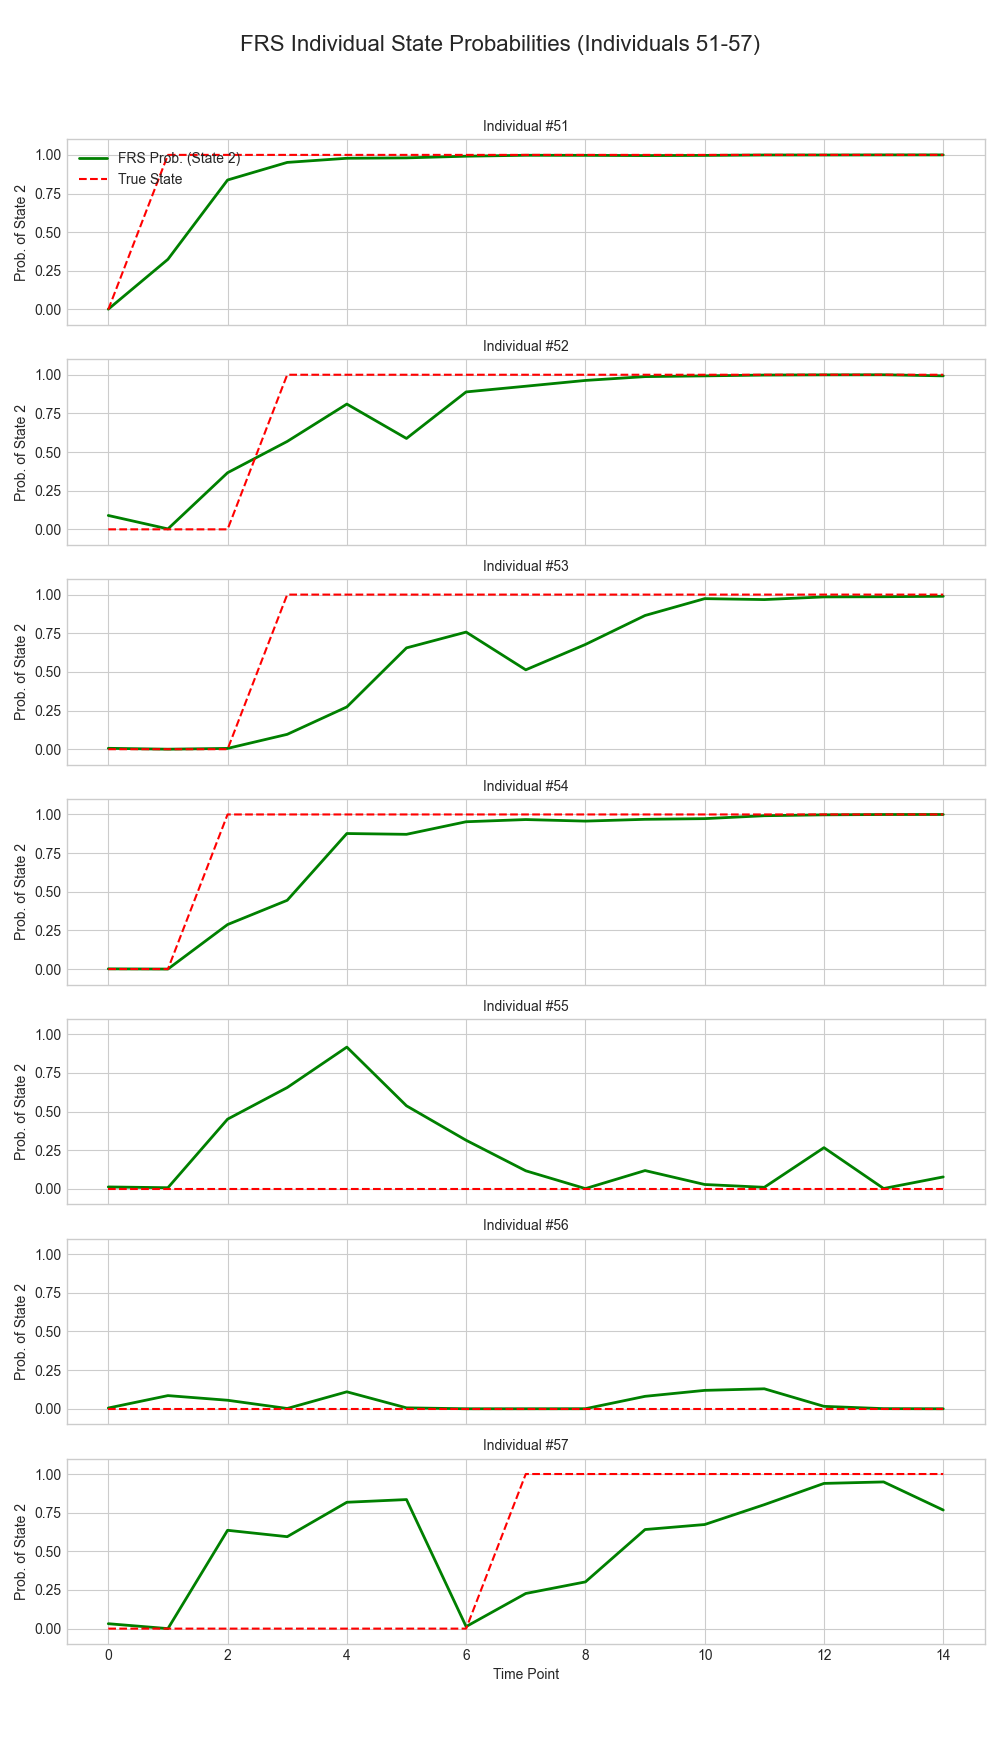 FRS Individual State Probabilities (Individuals 51-57)
Individual #51
FRS Prob. (State 2)
True State
1.00
0.75
0.50
0.25
0.00
Prob. of State 2
Individual #52
1.00
0.75
0.50
0.25
0.00
Prob. of State 2
Individual #53
1.00
0.75
0.50
0.25
0.00
Prob. of State 2
Individual #54
1.00
0.75
0.50
0.25
0.00
Prob. of State 2
Individual #55
1.00
0.75
0.50
0.25
0.00
Prob. of State 2
Individual #56
1.00
0.75
0.50
0.25
0.00
Prob. of State 2
Individual #57
1.00
0.75
0.50
0.25
0.00
Prob. of State 2
0 2 4 6 8 10 12 14
Time Point